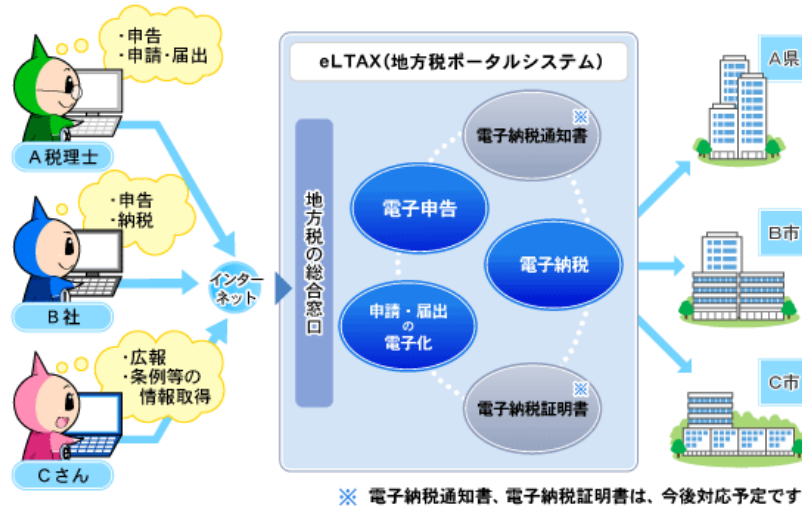 ・申告
・申請・届出
A税理士
・申告
・納税
B社
・広報
・条例等の
情報取得
Cさん
インター
ネット
eLTAX(地方税ポータルシステム)
地方税の総合窓口
※
電子納税通知書
電子申告
電子納税
申請・届出
の
電子化
※
電子納税証明書
A県
B市
C市
※ 電子納税通知書、電子納税証明書は、今後対応予定です